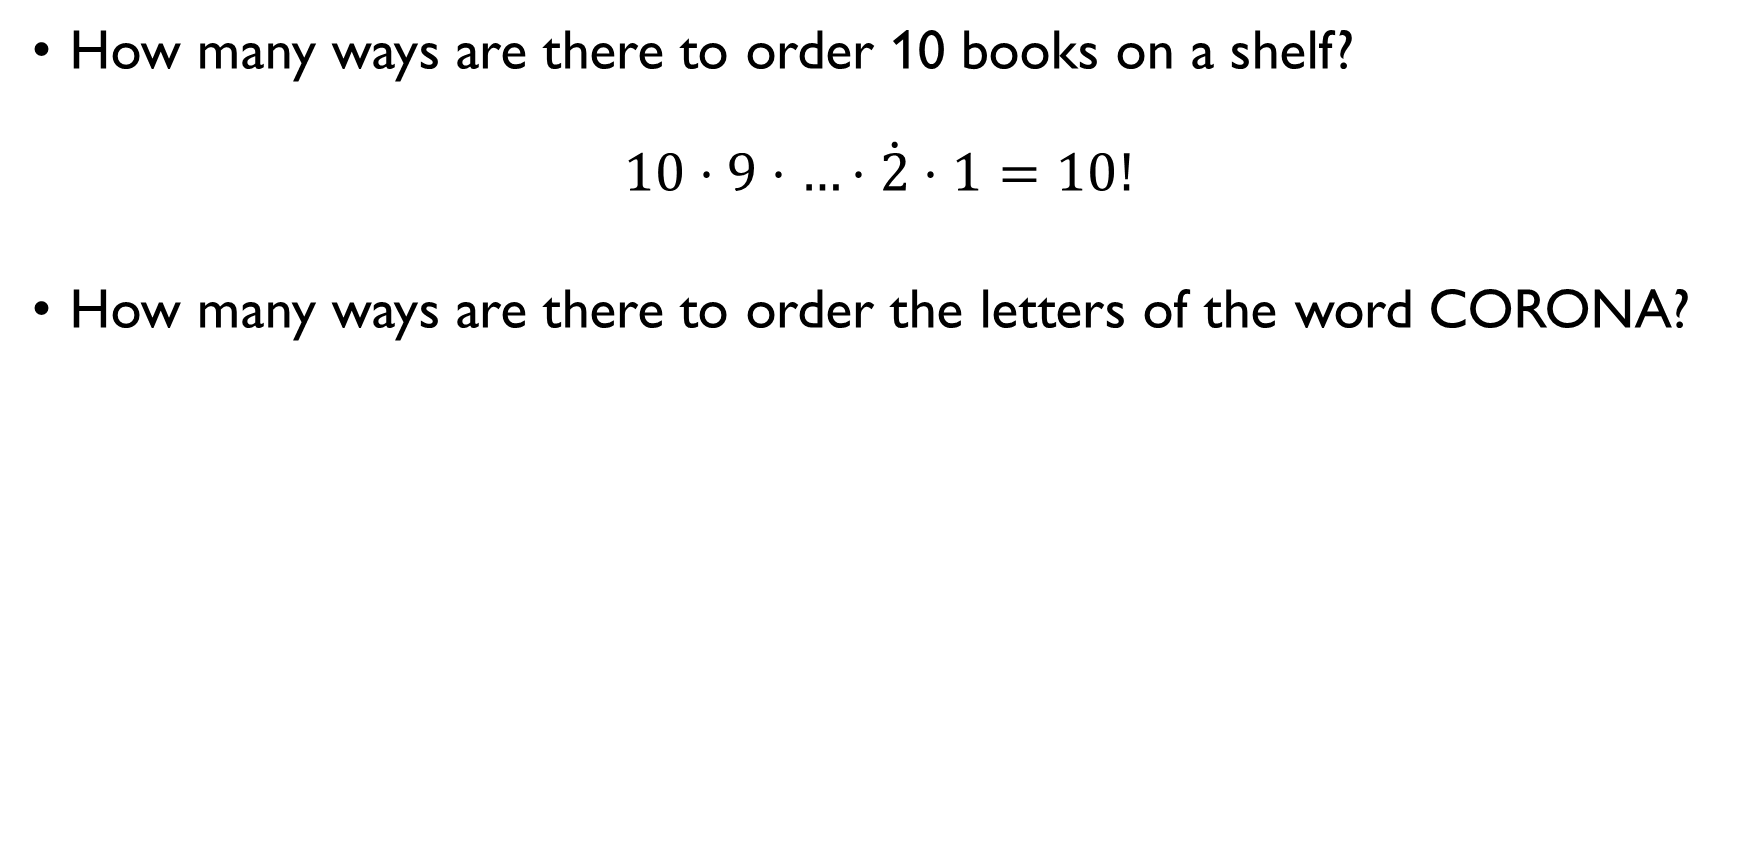 • How many ways are there to order 10 books on a shelf?
10 · 9 · … · 2̇ · 1 = 10!
• How many ways are there to order the letters of the word CORONA?